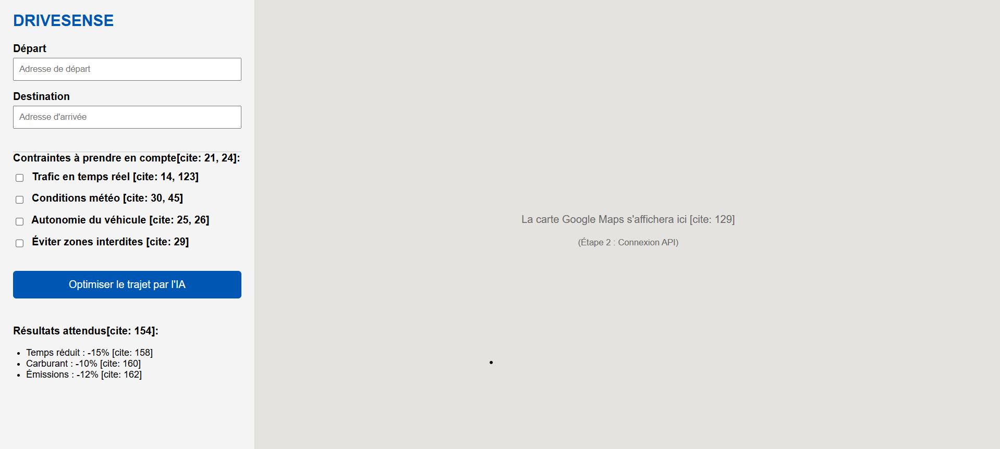 DRIVESENSE
Départ
Adresse de départ
Destination
Adresse d'arrivée
Contraintes à prendre en compte[cite: 21, 24]:
Trafic en temps réel [cite: 14, 123]
Conditions météo [cite: 30, 45]
Autonomie du véhicule [cite: 25, 26]
Éviter zones interdites [cite: 29]
Optimiser le trajet par l'IA
Résultats attendus[cite: 154]:
• Temps réduit : -15% [cite: 158]
• Carburant : -10% [cite: 160]
• Émissions : -12% [cite: 162]
La carte Google Maps s'affichera ici [cite: 129]
(Étape 2 : Connexion API)